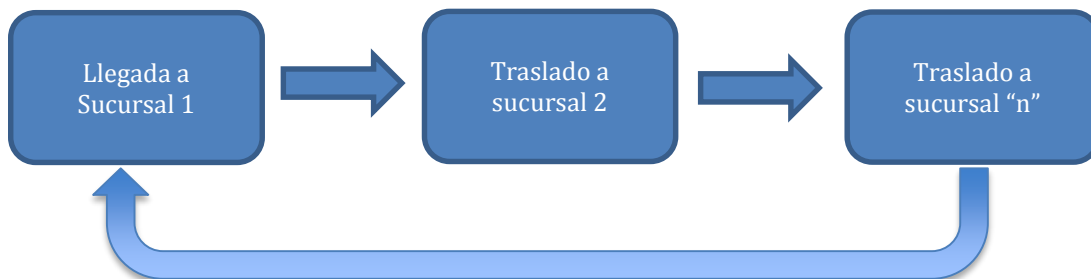 Llegada a
Sucursal 1
Traslado a
sucursal 2
Traslado a
sucursal “n”